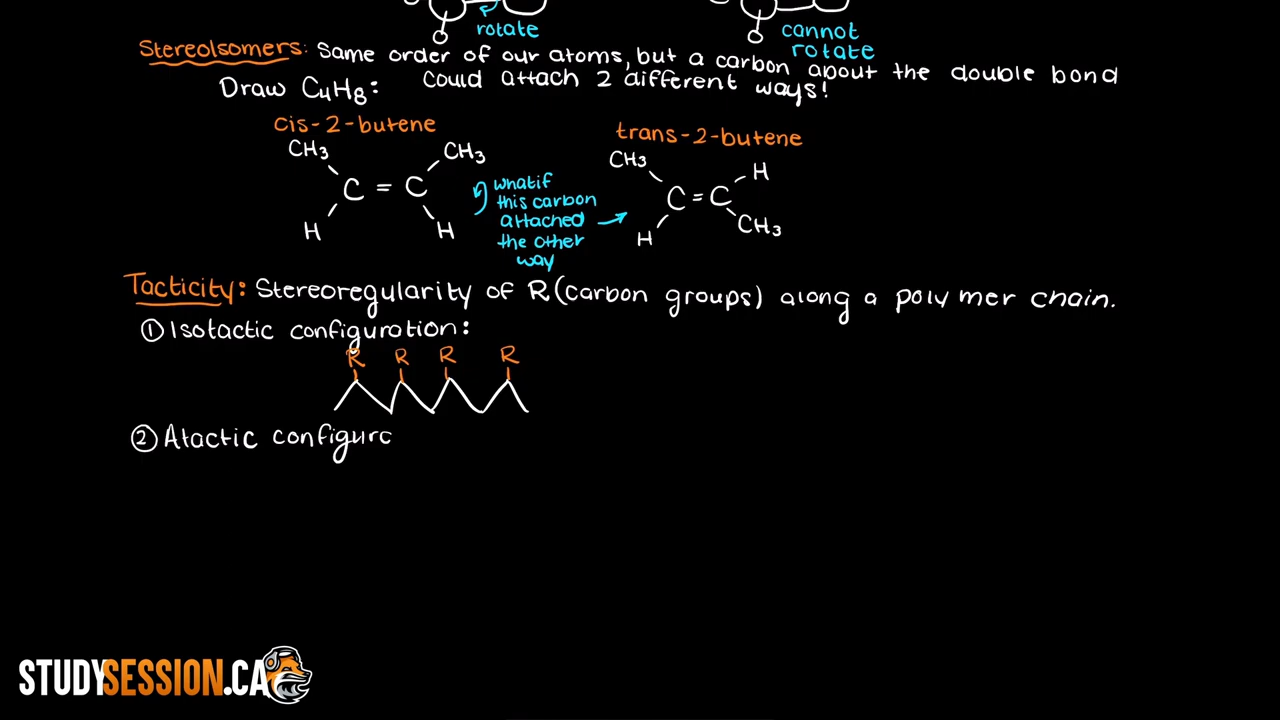 rotate
cannot
rotate
StereoIsomers: Same order of our atoms, but a carbon about the double bond
could attach 2 different ways!
Draw C4H8:
cis-2-butene
trans-2-butene
CH3
CH3
C = C
H
H
what if
this carbon
attached
the other
way
CH3
H
C = C
H
CH3
Tacticity: Stereoregularity of R (carbon groups) along a polymer chain.
① Isotactic configuration:
R R R R
② Atactic configurc
STUDYSESSION.CA